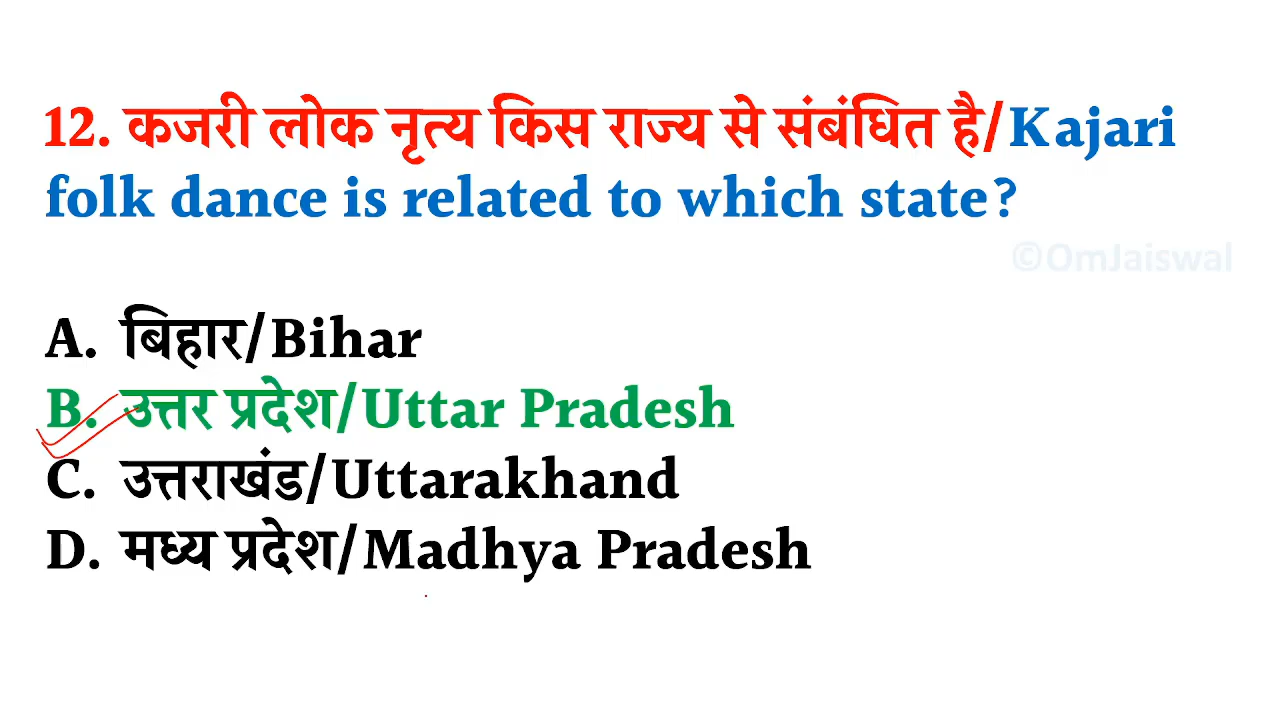 12. कजरी लोक नृत्य किस राज्य से संबंधित है/Kajari
folk dance is related to which state?
©OmJaiswal
A. बिहार/Bihar
B. उत्तर प्रदेश/Uttar Pradesh
C. उत्तराखंड/Uttarakhand
D. मध्य प्रदेश/Madhya Pradesh